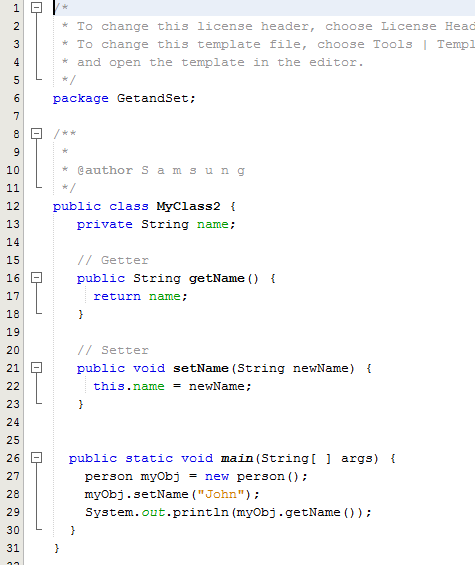 1 /*
2 * To change this license header, choose License Head
3 * To change this template file, choose Tools | Templ
4 * and open the template in the editor.
5 */
6 package GetandSet;
7
8 /**
9 *
10 * @author S a m s u n g
11 */
12 public class MyClass2 {
13 private String name;
14
15 // Getter
16 public String getName() {
17 return name;
18 }
19
20 // Setter
21 public void setName(String newName) {
22 this.name = newName;
23 }
24
25
26 public static void main(String[ ] args) {
27 person myObj = new person();
28 myObj.setName("John");
29 System.out.println(myObj.getName());
30 }
31 }